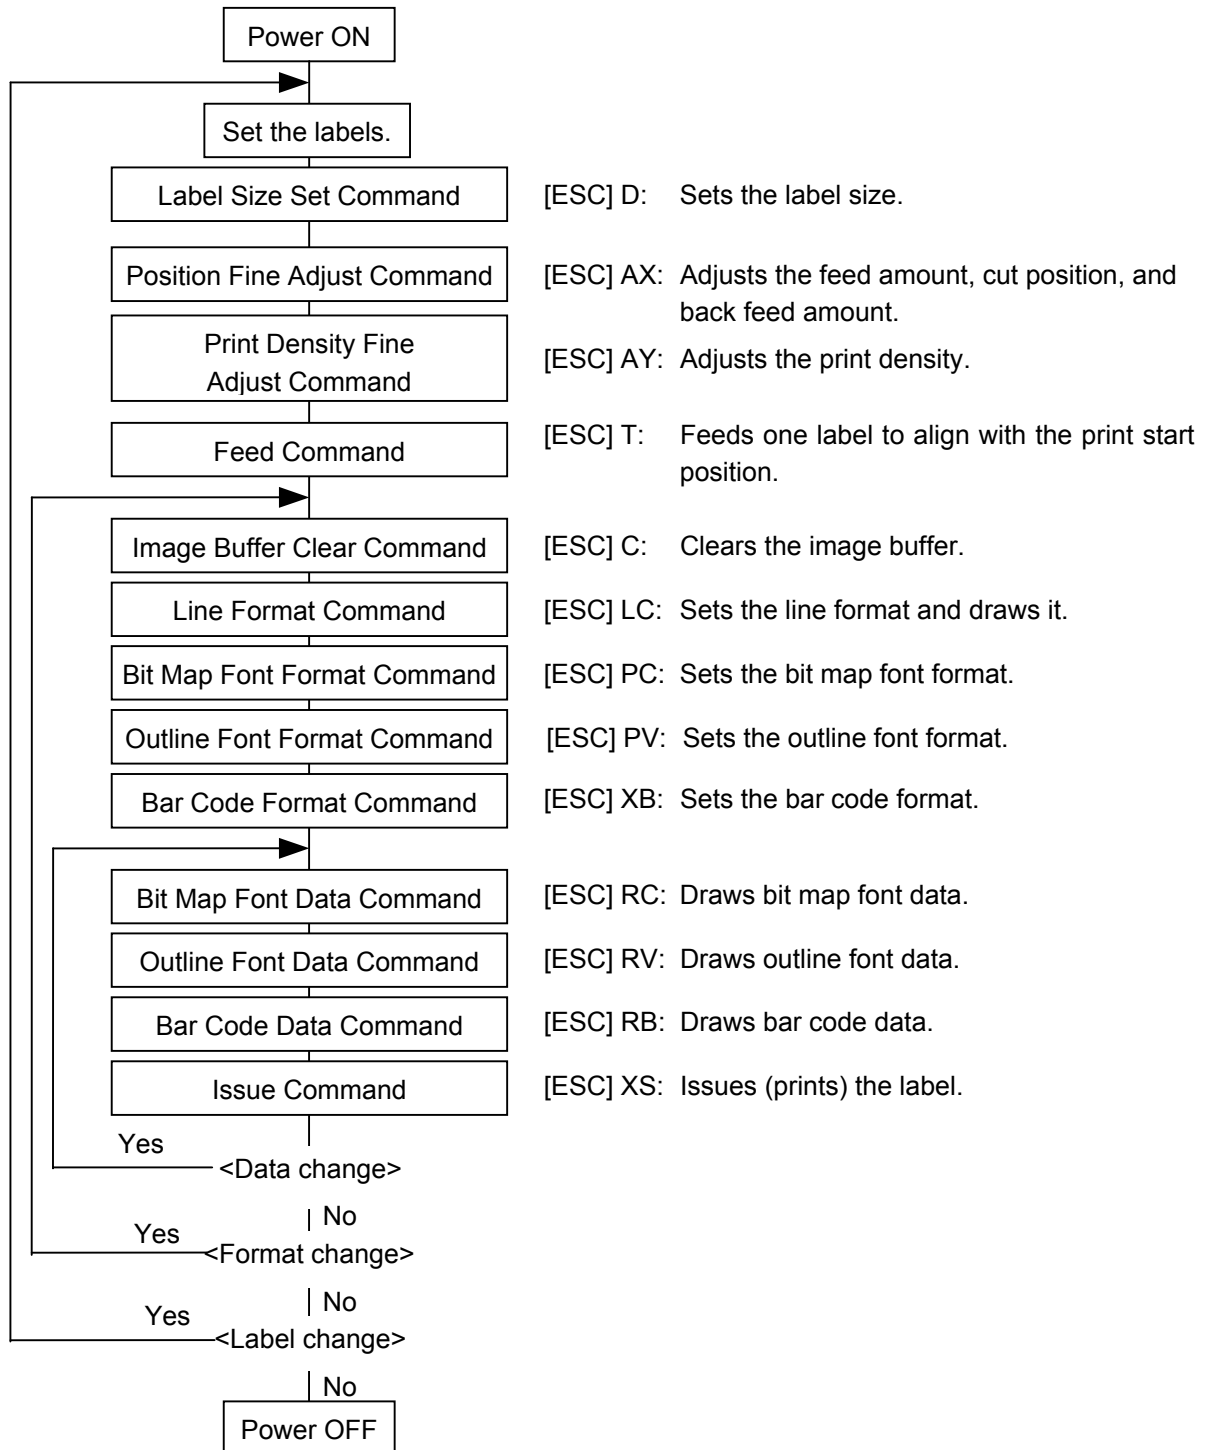 Power ON
Set the labels.
Label Size Set Command [ESC] D: Sets the label size.
Position Fine Adjust Command [ESC] AX: Adjusts the feed amount, cut position, and
back feed amount.
Print Density Fine
Adjust Command
[ESC] AY: Adjusts the print density.
Feed Command [ESC] T: Feeds one label to align with the print start
position.
Image Buffer Clear Command [ESC] C: Clears the image buffer.
Line Format Command [ESC] LC: Sets the line format and draws it.
Bit Map Font Format Command [ESC] PC: Sets the bit map font format.
Outline Font Format Command [ESC] PV: Sets the outline font format.
Bar Code Format Command [ESC] XB: Sets the bar code format.
Bit Map Font Data Command [ESC] RC: Draws bit map font data.
Outline Font Data Command [ESC] RV: Draws outline font data.
Bar Code Data Command [ESC] RB: Draws bar code data.
Issue Command [ESC] XS: Issues (prints) the label.
Yes
<Data change>
No
Yes
<Format change>
No
Yes
<Label change>
No
Power OFF